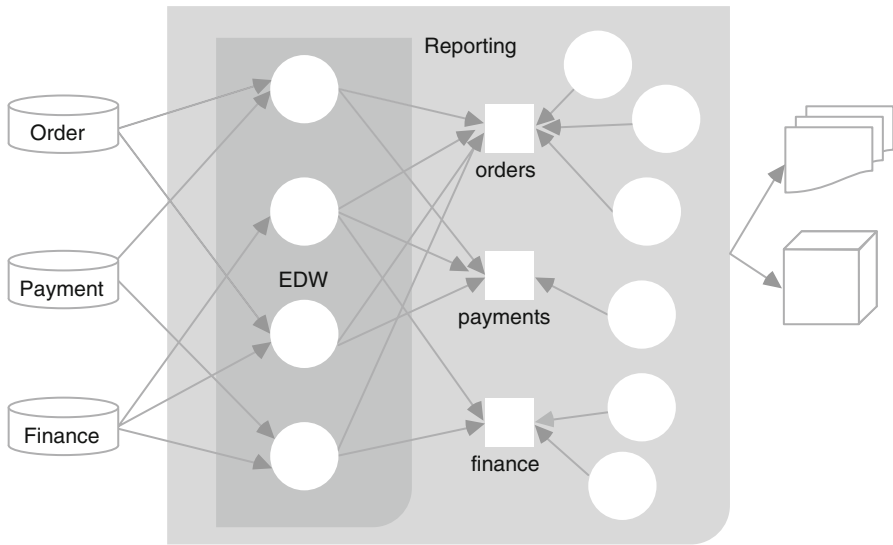 Reporting
Order
orders
EDW
Payment
payments
Finance
finance